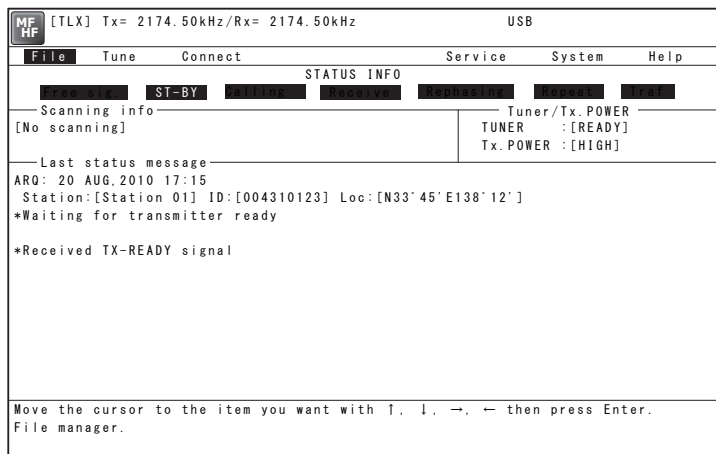 MF HF [TLX] Tx= 2174.50kHz/Rx= 2174.50kHz USB
File Tune Connect Service System Help
STATUS INFO
Free sig. ST-BY Calling Receive Rephasing Repeat Traf
Scanning info Tuner/Tx.POWER
[No scanning] TUNER :[READY]
Tx.POWER :[HIGH]
Last status message
ARQ: 20 AUG,2010 17:15
Station:[Station 01] ID:[004310123] Loc:[N33°45'E138°12']
*Waiting for transmitter ready
*Received TX-READY signal
Move the cursor to the item you want with ↑, ↓, →, ← then press Enter.
File manager.